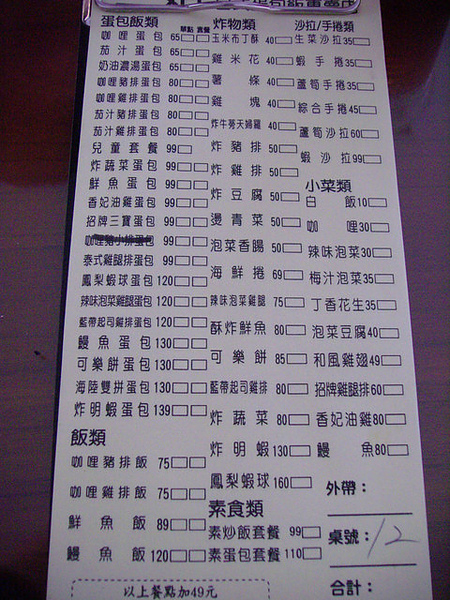 蛋包飯類 單點 套餐
咖哩蛋包 65
茄汁蛋包 65
奶油濃湯蛋包 65
咖哩豬排蛋包 80
咖哩雞排蛋包 80
茄汁豬排蛋包 80
茄汁雞排蛋包 80
兒童套餐 99
炸蔬菜蛋包 99
鮮魚蛋包 99
香妃油雞蛋包 99
招牌三寶蛋包 99
咖哩豬小排蛋包 99
泰式雞腿排蛋包 99
鳳梨蝦球蛋包 120
辣味泡菜雞腿蛋包 120
藍帶起司雞排蛋包 120
鰻魚蛋包 130
可樂餅蛋包 130
海陸雙拼蛋包 130
炸明蝦蛋包 139
飯類
咖哩豬排飯 75
咖哩雞排飯 75
鮮魚飯 89
鰻魚飯 120
以上餐點加49元
炸物類
玉米布丁酥 40
雞米花 40
薯條 40
雞塊 40
炸牛蒡天婦羅 40
炸豬排 50
炸雞排 50
炸豆腐 50
燙青菜 50
泡菜香腸 50
海鮮捲 69
辣味泡菜雞腿 75
酥炸鮮魚 80
可樂餅 85
藍帶起司雞排 80
炸蔬菜 80
炸明蝦 130
鳳梨蝦球 160
素食類
素炒飯套餐 99
素蛋包套餐 110
沙拉/手捲類
生菜沙拉 35
蝦手捲 35
蘆筍手捲 35
綜合手捲 45
蘆筍沙拉 60
蝦沙拉 99
小菜類
白飯 10
咖哩 30
辣味泡菜 30
梅汁泡菜 35
丁香花生 35
泡菜豆腐 40
和風雞翅 49
招牌雞腿排 60
香妃油雞 80
鰻魚 80
外帶：
桌號：12
合計：